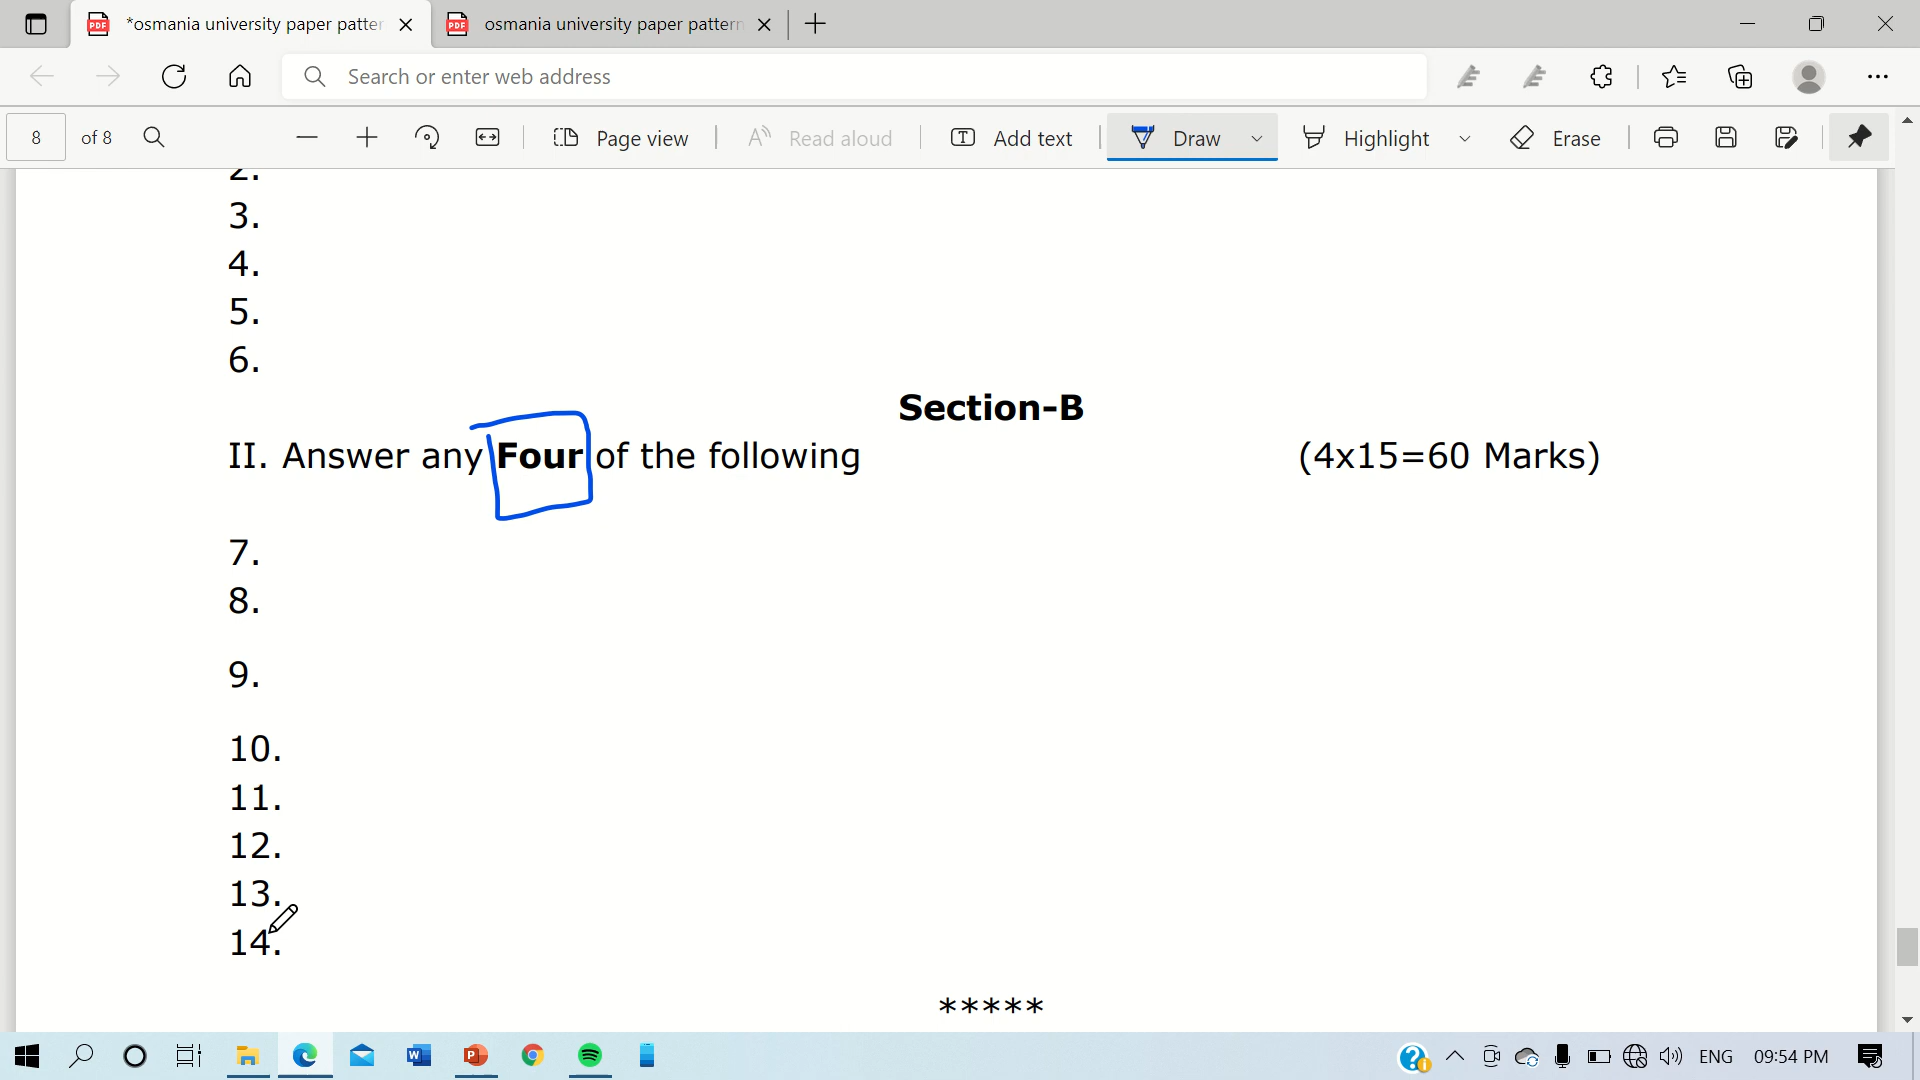 *osmania university paper patter
osmania university paper pattern
Search or enter web address
8 of 8 Page view Read aloud Add text Draw Highlight Erase
2.
3.
4.
5.
6.
Section-B
II. Answer any Four of the following (4x15=60 Marks)
7.
8.
9.
10.
11.
12.
13.
14.
*****
ENG 09:54 PM